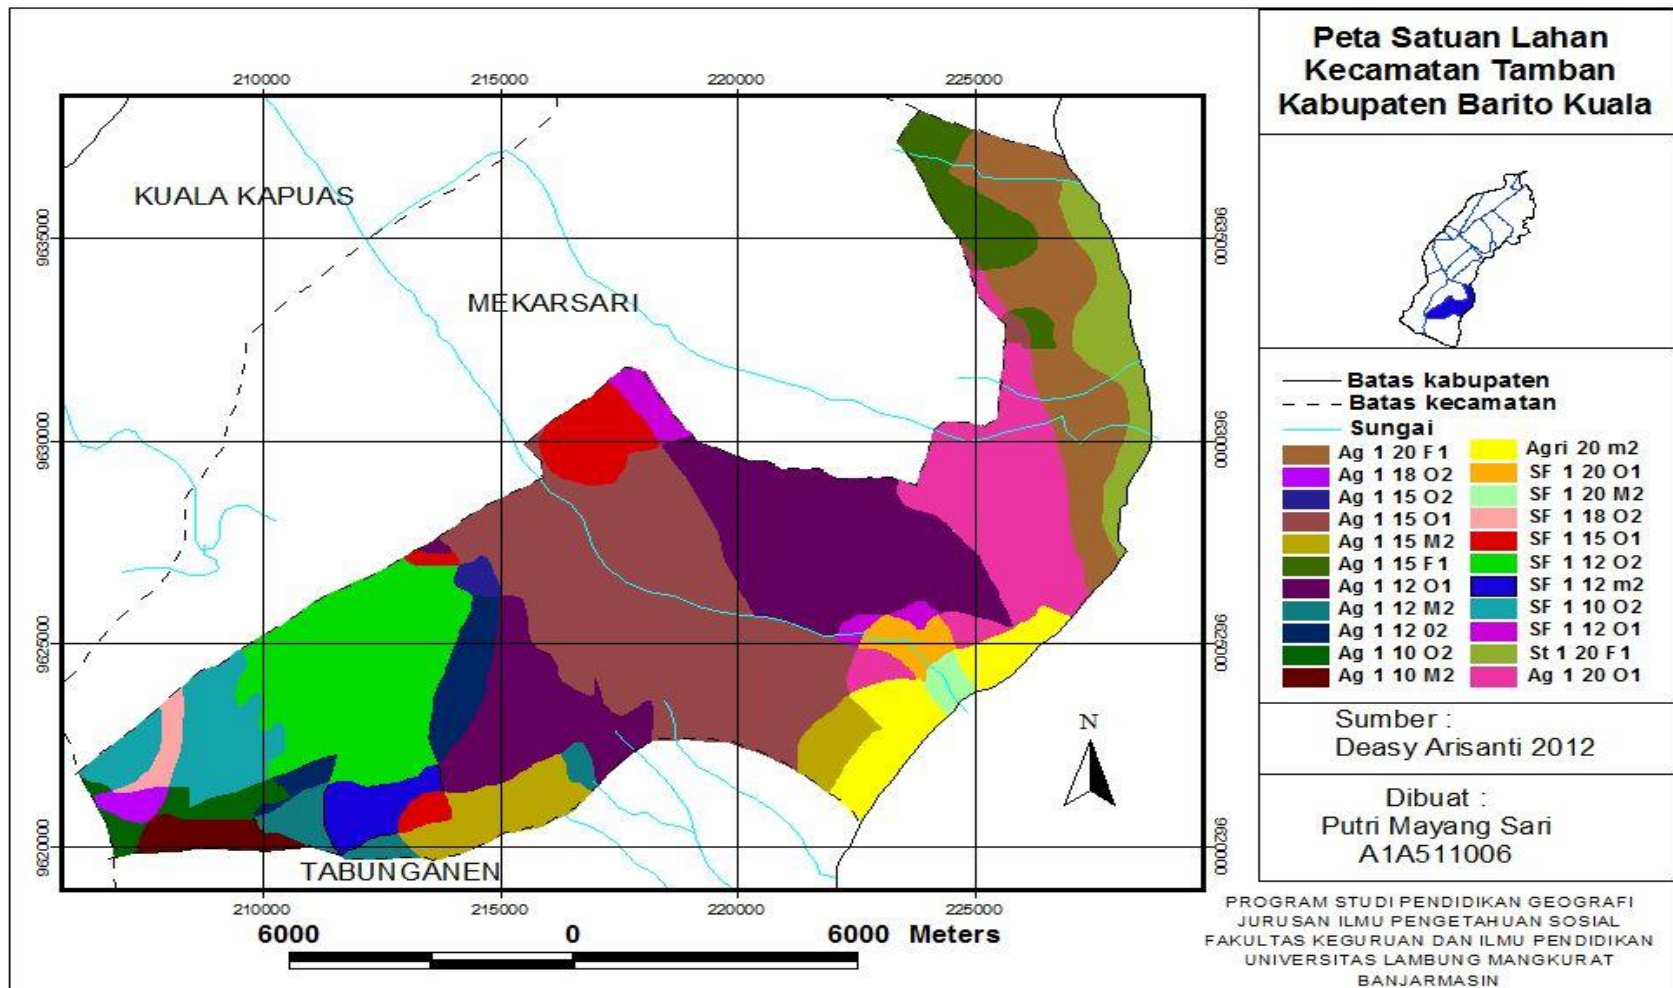 Peta Satuan Lahan
Kecamatan Tamban
Kabupaten Barito Kuala
210000
215000
220000
225000
KUALA KAPUAS
MEKARSARI
TABUNGANEN
9635000
9630000
9625000
9620000
9635000
9630000
9625000
9620000
N
210000
215000
220000
225000
6000
0
6000 Meters
Batas kabupaten
Batas kecamatan
Sungai
Ag 1 20 F1
Ag 1 18 O2
Ag 1 15 O2
Ag 1 15 O1
Ag 1 15 M2
Ag 1 15 F1
Ag 1 12 O1
Ag 1 12 M2
Ag 1 12 02
Ag 1 10 O2
Ag 1 10 M2
Agri 20 m2
SF 1 20 O1
SF 1 20 M2
SF 1 18 O2
SF 1 15 O1
SF 1 12 O2
SF 1 12 m2
SF 1 10 O2
SF 1 12 O1
St 1 20 F1
Ag 1 20 O1
Sumber :
Deasy Arisanti 2012
Dibuat :
Putri Mayang Sari
A1A511006
PROGRAM STUDI PENDIDIKAN GEOGRAFI
JURUSAN ILMU PENGETAHUAN SOSIAL
FAKULTAS KEGURUAN DAN ILMU PENDIDIKAN
UNIVERSITAS LAMBUNG MANGKURAT
BANJARMASIN